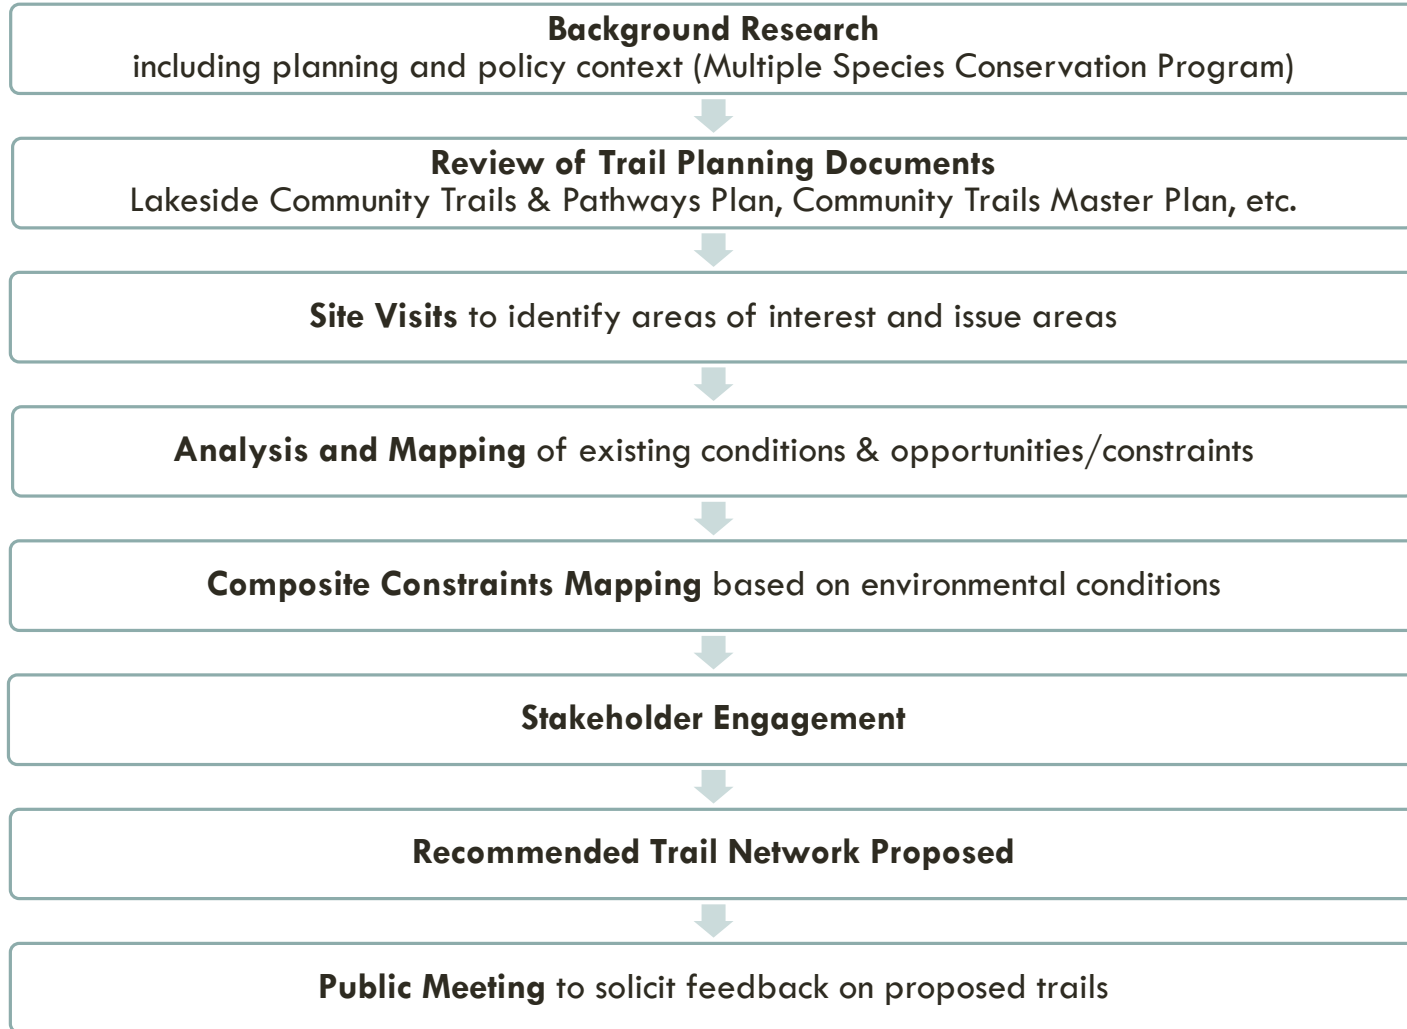 Background Research
including planning and policy context (Multiple Species Conservation Program)
Review of Trail Planning Documents
Lakeside Community Trails & Pathways Plan, Community Trails Master Plan, etc.
Site Visits to identify areas of interest and issue areas
Analysis and Mapping of existing conditions & opportunities/constraints
Composite Constraints Mapping based on environmental conditions
Stakeholder Engagement
Recommended Trail Network Proposed
Public Meeting to solicit feedback on proposed trails